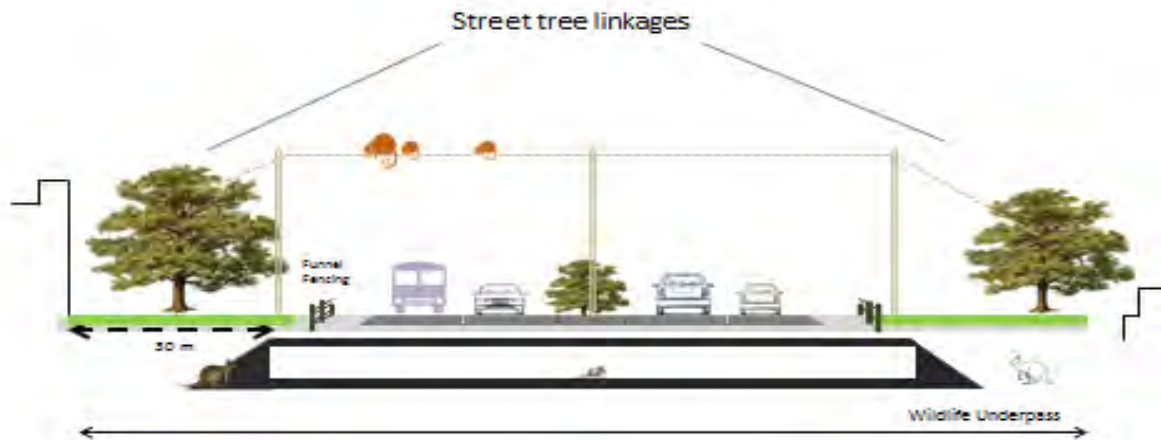 Street tree linkages
Funnel
Fencing
30 m
Wildlife Underpass